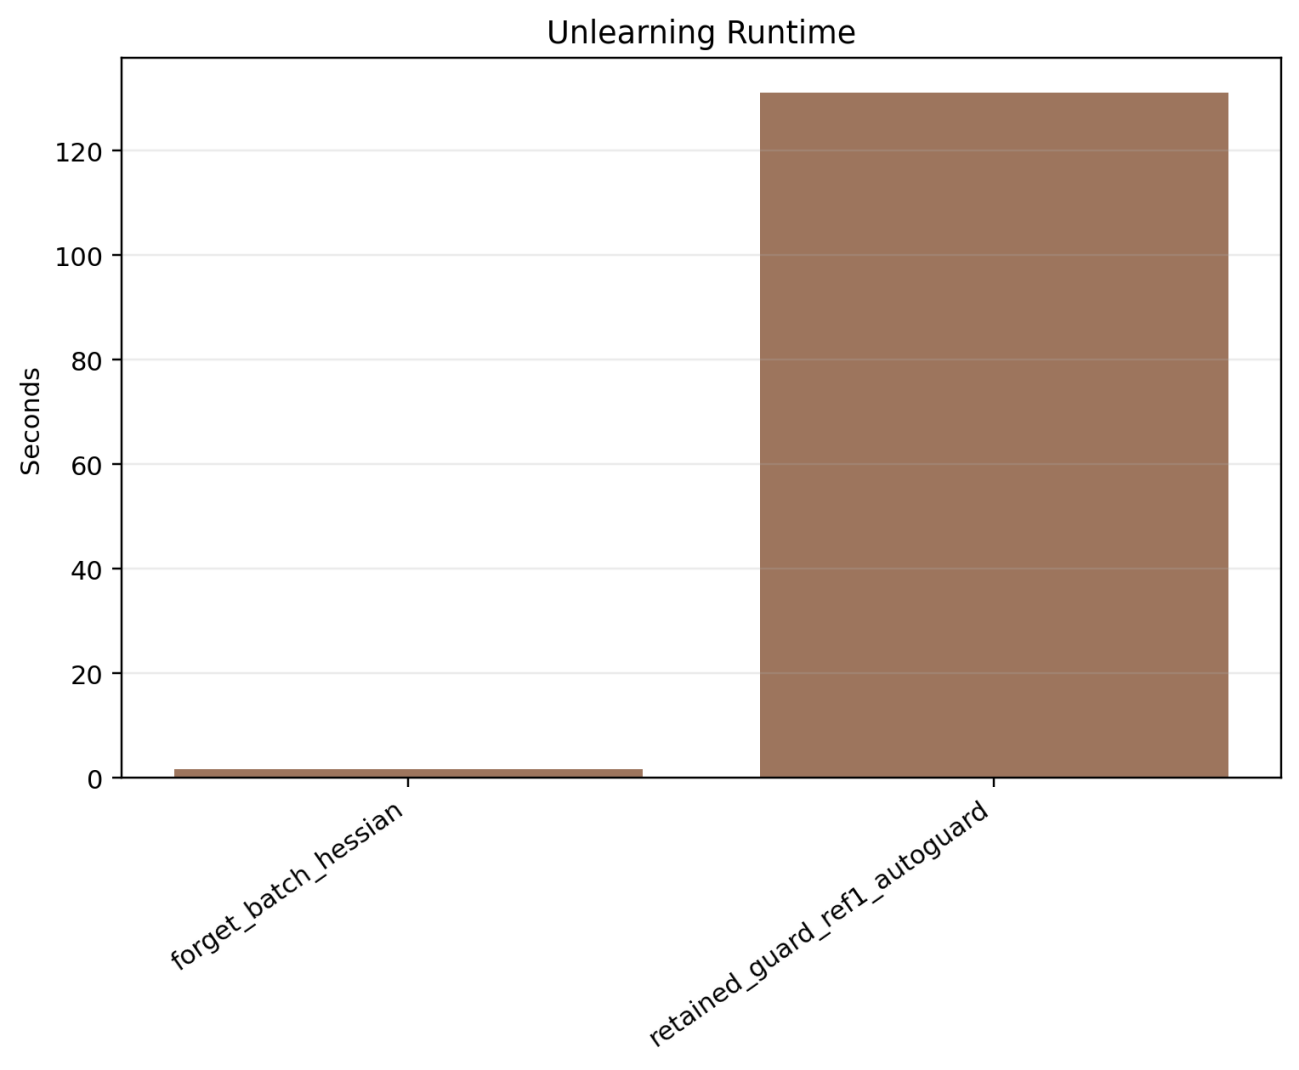 Unlearning Runtime
Seconds
120
100
80
60
40
20
0
forget_batch_hessian
retained_guard_ref1_autoguard